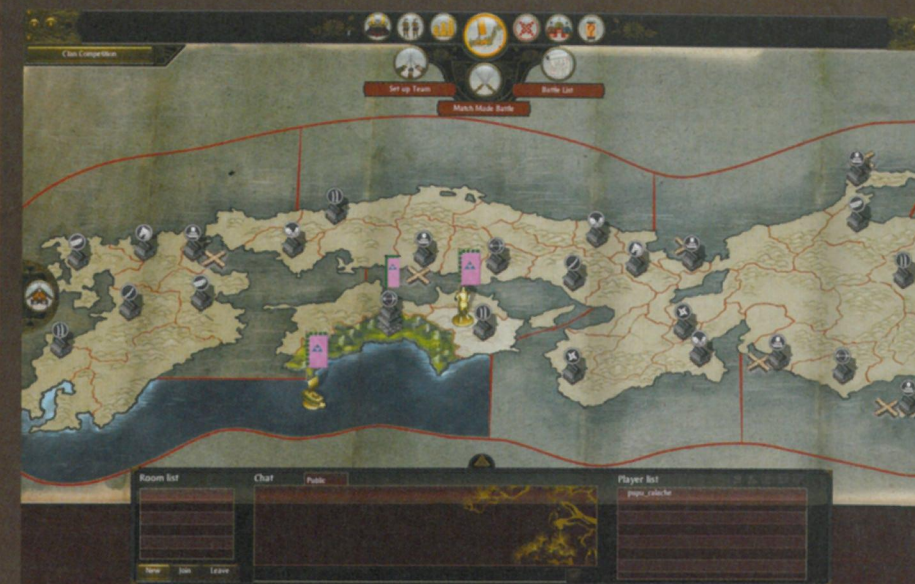 Clan Competition
Set up Team
Battle List
Match Made Battle
Room list
Chat
Public
Player list
papu_caliche
New
Join
Leave